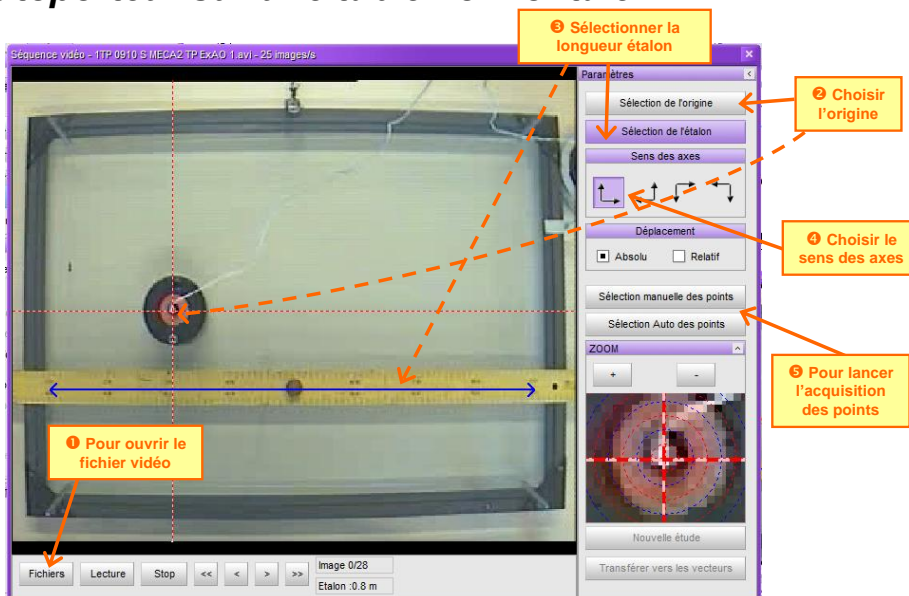 ❸ Sélectionner la
longueur étalon
Séquence vidéo - 1TP 0910 S MECA2 TP ExAO 1.avi - 25 images/s
Paramètres
Sélection de l'origine
❷ Choisir
l'origine
Sélection de l'étalon
Sens des axes
Déplacement
❹ Choisir le
sens des axes
Absolu
Relatif
Sélection manuelle des points
Sélection Auto des points
ZOOM
+
-
❺ Pour lancer
l'acquisition
des points
❶ Pour ouvrir le
fichier vidéo
Nouvelle étude
Transférer vers les vecteurs
Fichiers
Lecture
Stop
<<
<
>
>>
Image 0/28
Etalon :0.8 m